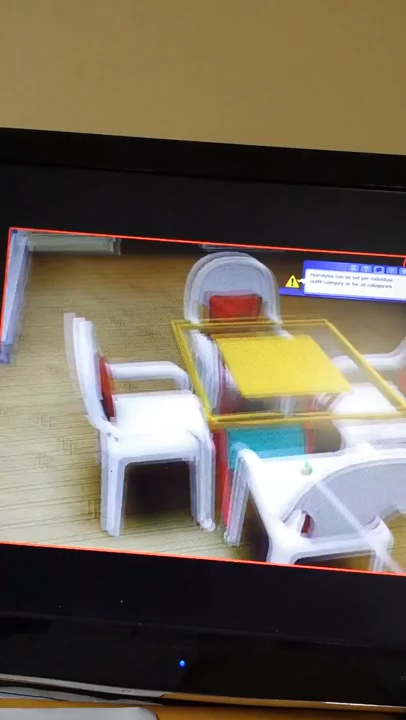 Hairstyles can be set per individual
outfit category or for all categories